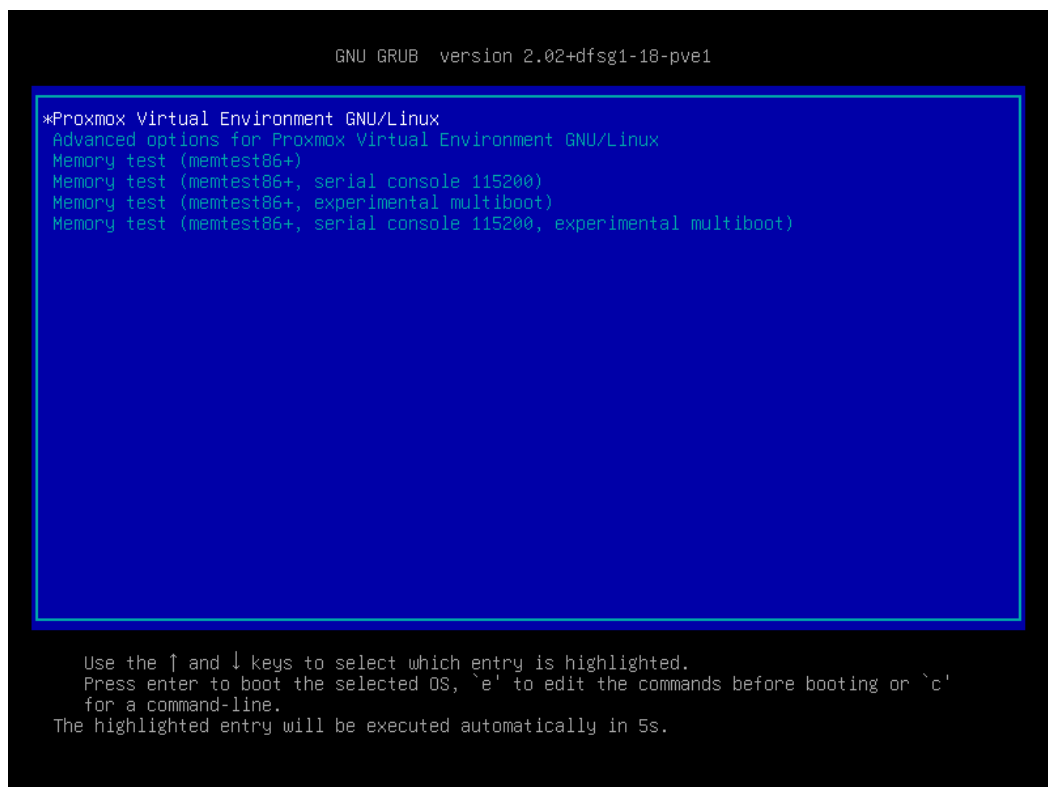 GNU GRUB  version 2.02+dfsg1-18-pve1
*Proxmox Virtual Environment GNU/Linux
Advanced options for Proxmox Virtual Environment GNU/Linux
Memory test (memtest86+)
Memory test (memtest86+, serial console 115200)
Memory test (memtest86+, experimental multiboot)
Memory test (memtest86+, serial console 115200, experimental multiboot)
Use the ↑ and ↓ keys to select which entry is highlighted.
Press enter to boot the selected OS, `e' to edit the commands before booting or `c'
for a command-line.
The highlighted entry will be executed automatically in 5s.